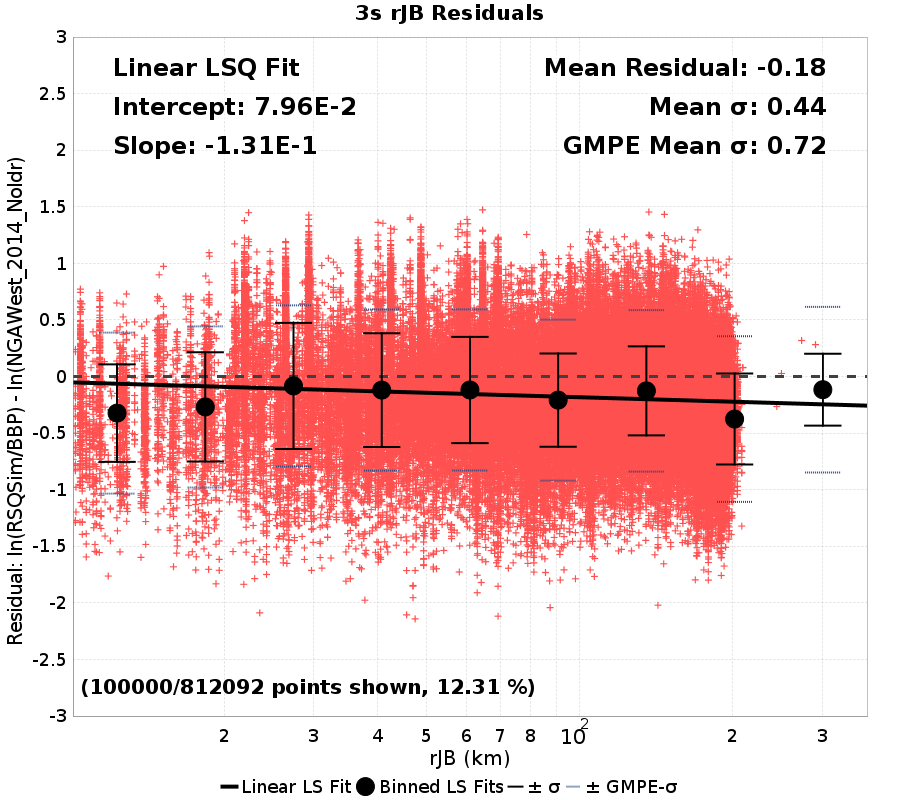 3s rJB Residuals
Linear LSQ Fit
Intercept: 7.96E-2
Slope: -1.31E-1
Mean Residual: -0.18
Mean σ: 0.44
GMPE Mean σ: 0.72
Residual: ln(RSQSim/BBP) - ln(NGAWest_2014_NoIdr)
3
2.5
2
1.5
1
0.5
0
-0.5
-1
-1.5
-2
-2.5
-3
(100000/812092 points shown, 12.31 %)
2 3 4 5 6 7 8 10² 2 3
rJB (km)
Linear LS Fit Binned LS Fits ± σ ± GMPE-σ